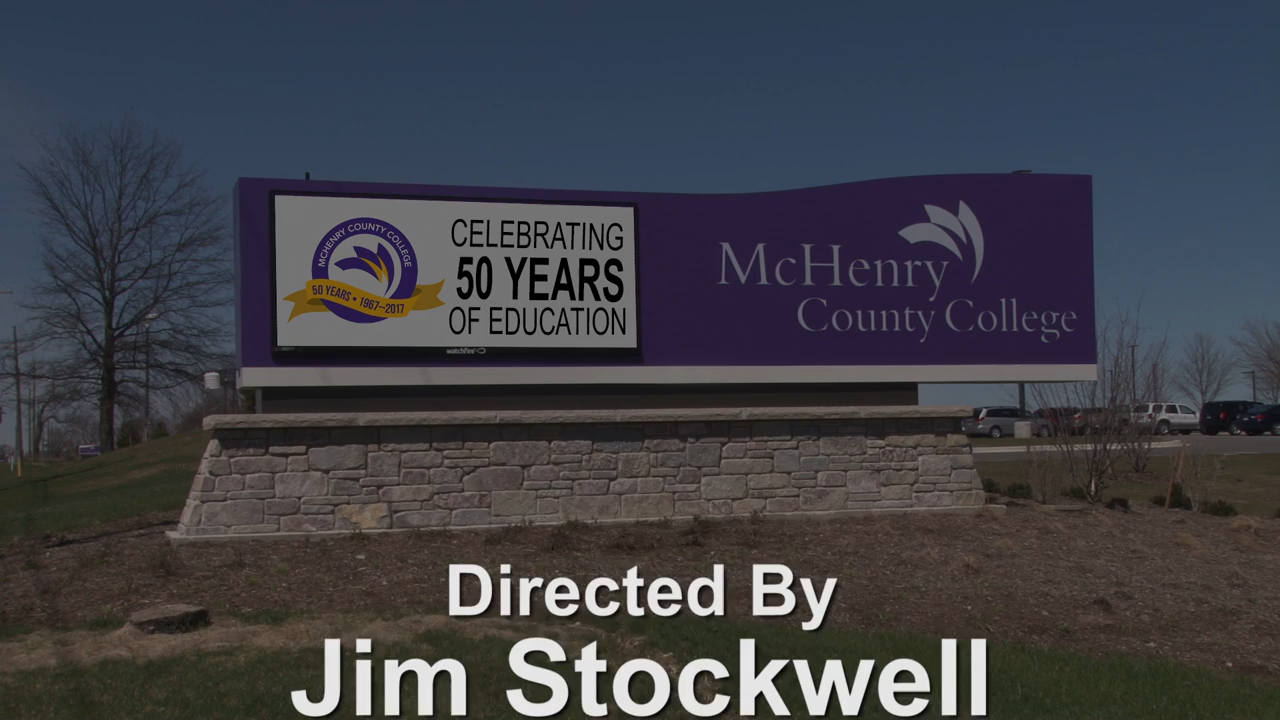 MCHENRY COUNTY COLLEGE
50 YEARS • 1967–2017
CELEBRATING
50 YEARS
OF EDUCATION
watchfire
McHenry
County College
Directed By
Jim Stockwell